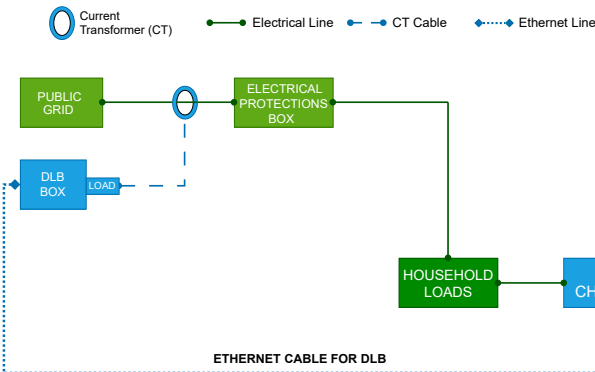 Current
Transformer (CT)
Electrical Line
CT Cable
Ethernet Line
PUBLIC
GRID
ELECTRICAL
PROTECTIONS
BOX
DLB
BOX
LOAD
HOUSEHOLD
LOADS
CH
ETHERNET CABLE FOR DLB